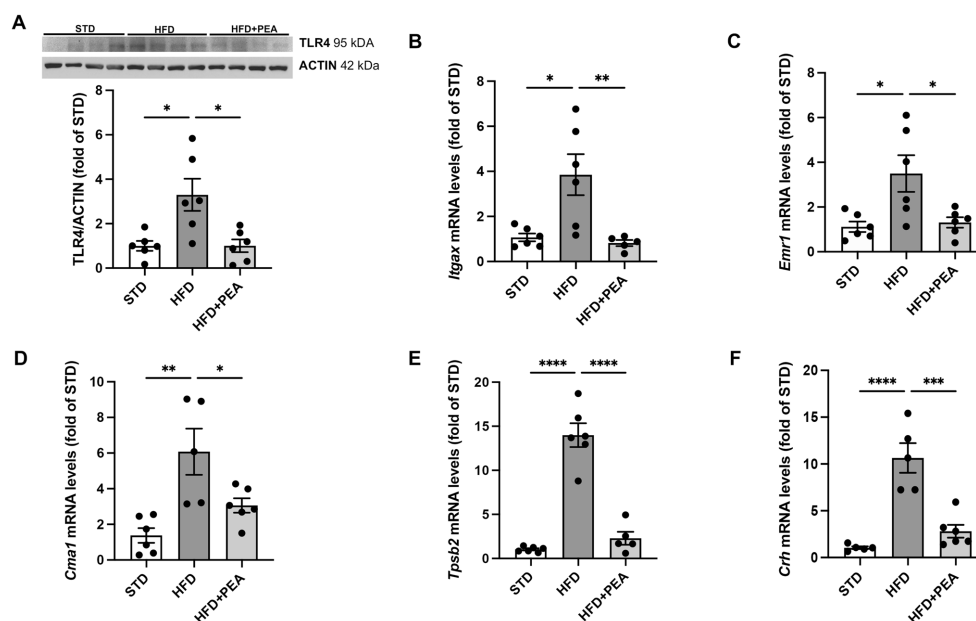 A
STD HFD HFD+PEA
TLR4 95 kDA
ACTIN 42 kDa
TLR4/ACTIN (fold of STD)
8
6
4
2
0
* *
STD HFD HFD+PEA
B
Itgax mRNA levels (fold of STD)
8
6
4
2
0
* **
STD HFD HFD+PEA
C
Emr1 mRNA levels (fold of STD)
8
6
4
2
0
* *
STD HFD HFD+PEA
D
Cma1 mRNA levels (fold of STD)
10
8
6
4
2
0
** *
STD HFD HFD+PEA
E
Tpsb2 mRNA levels (fold of STD)
20
15
10
5
0
**** ****
STD HFD HFD+PEA
F
Crh mRNA levels (fold of STD)
20
15
10
5
0
**** ***
STD HFD HFD+PEA